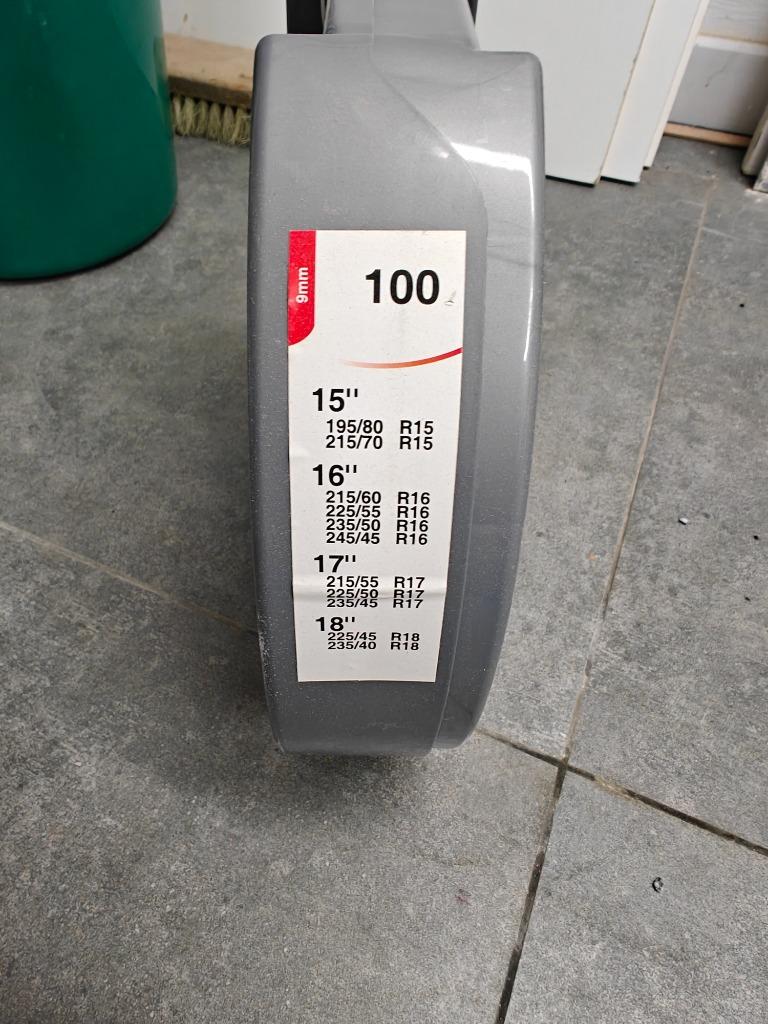 9mm
100
15"
195/80 R15
215/70 R15
16"
215/60 R16
225/55 R16
235/50 R16
245/45 R16
17"
215/55 R17
225/50 R17
235/45 R17
18"
225/45 R18
235/40 R18